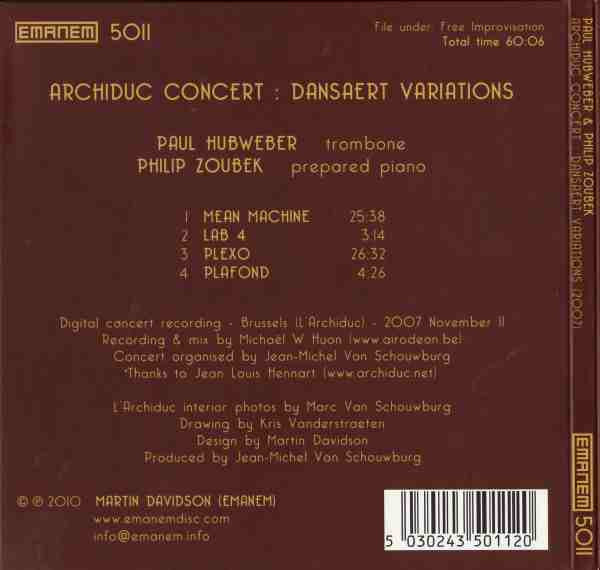 EMANEM 5011
File under: Free Improvisation
Total time 60:06
ARCHIDUC CONCERT : DANSAERT VARIATIONS
PAUL HUBWEBER trombone
PHILIP ZOUBEK prepared piano
1 MEAN MACHINE 25:38
2 LAB 4 3:14
3 PLEXO 26:32
4 PLAFOND 4:26
Digital concert recording - Brussels (L'Archiduc) - 2007 November 11
Recording & mix by Michaël W Huon (www.airodeon.be)
Concert organised by Jean-Michel Van Schouwburg
*Thanks to Jean Louis Hennart (www.archiduc.net)
L'Archiduc interior photos by Marc Van Schouwburg
Drawing by Kris Vanderstraeten
Design by Martin Davidson
Produced by Jean-Michel Van Schouwburg
© ℗ 2010 MARTIN DAVIDSON (EMANEM)
www.emanemdisc.com
info@emanem.info
5 030243 501120
PAUL HUBWEBER & PHILIP ZOUBEK
ARCHIDUC CONCERT : DANSAERT VARIATIONS (2007)
EMANEM 5011